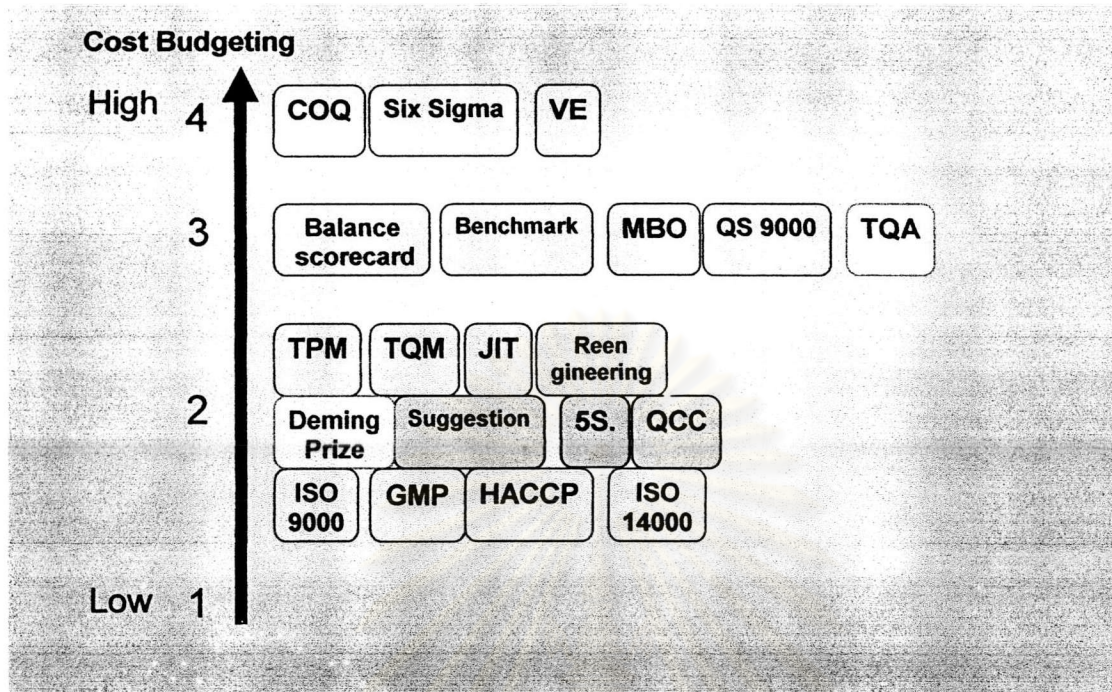 Cost Budgeting
High 4 COQ Six Sigma VE
3 Balance scorecard Benchmark MBO QS 9000 TQA
TPM TQM JIT Reen gineering
2 Deming Prize Suggestion 5S. QCC
ISO 9000 GMP HACCP ISO 14000
Low 1